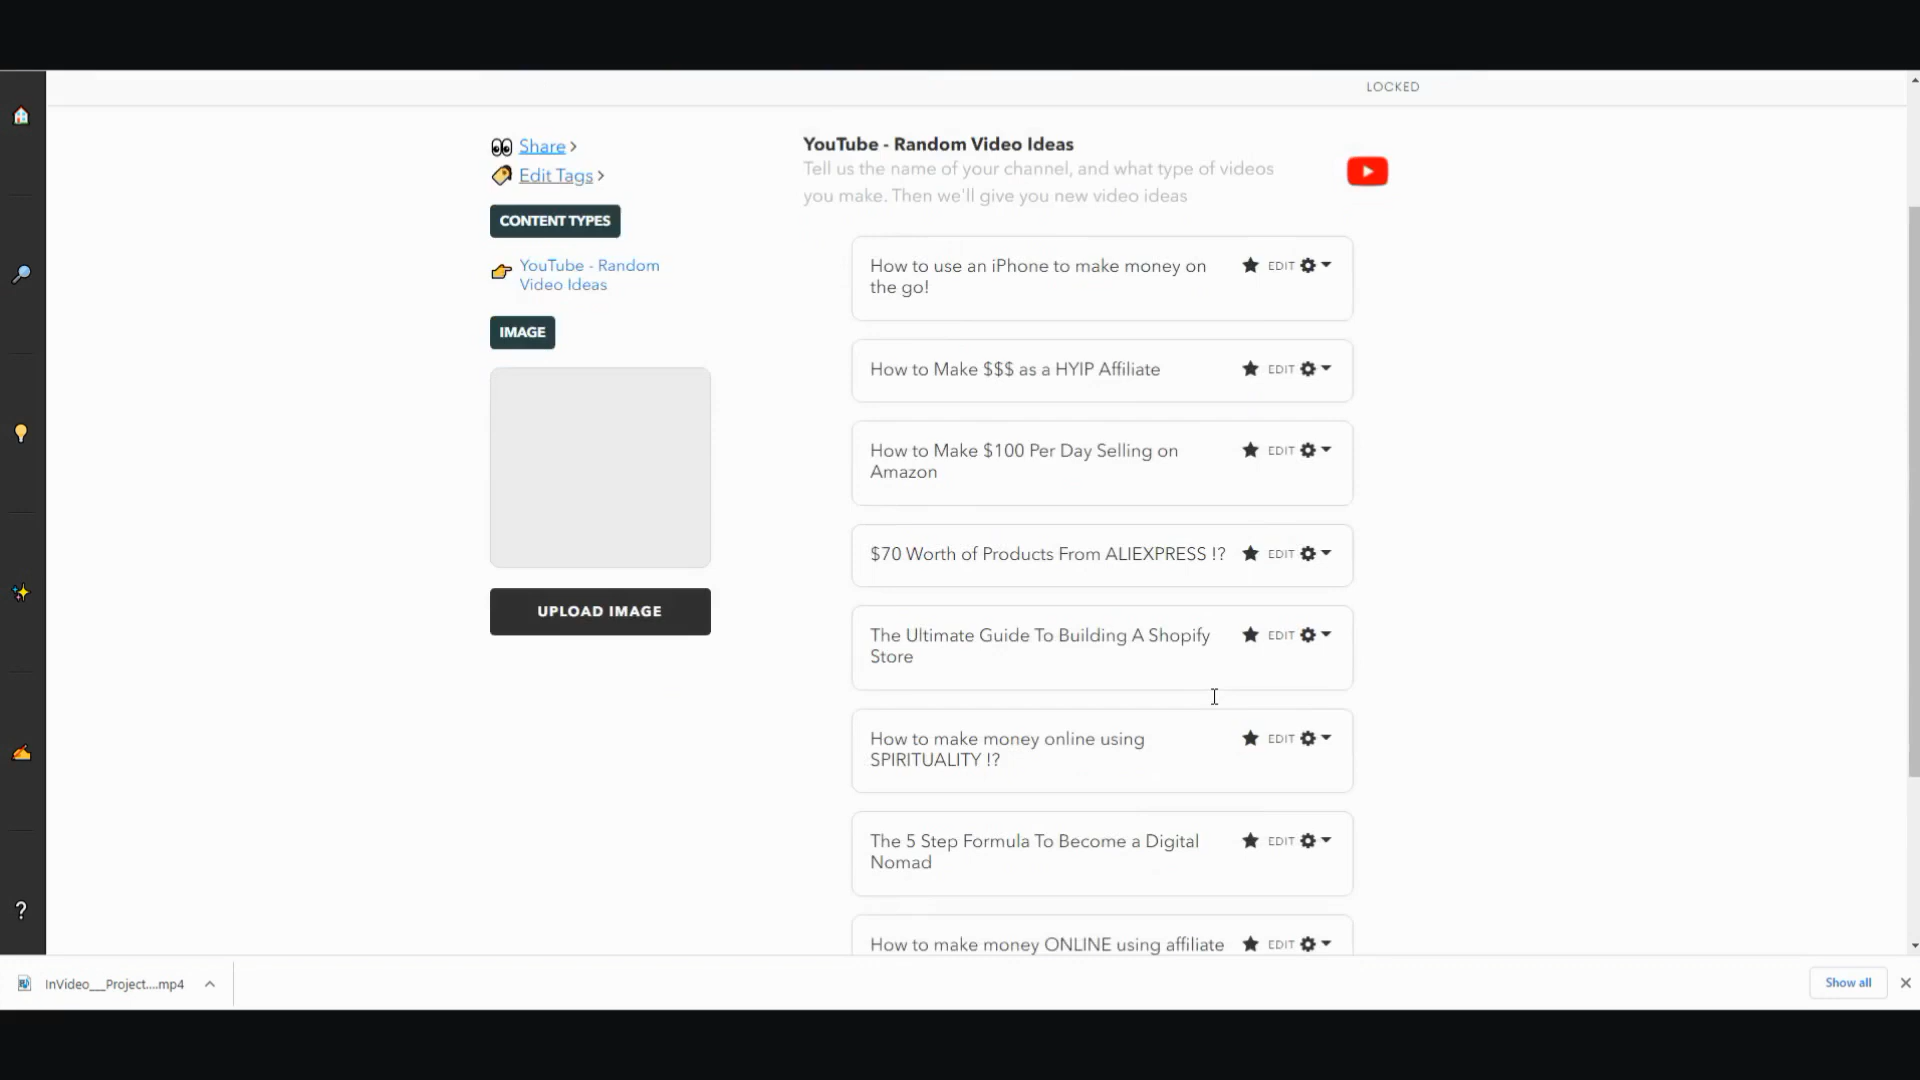 LOCKED
Share >
Edit Tags >
CONTENT TYPES
YouTube - Random
Video Ideas
IMAGE
UPLOAD IMAGE
YouTube - Random Video Ideas
Tell us the name of your channel, and what type of videos
you make. Then we'll give you new video ideas
How to use an iPhone to make money on
the go!
EDIT
How to Make $$$ as a HYIP Affiliate
EDIT
How to Make $100 Per Day Selling on
Amazon
EDIT
$70 Worth of Products From ALIEXPRESS !?
EDIT
The Ultimate Guide To Building A Shopify
Store
EDIT
How to make money online using
SPIRITUALITY !?
EDIT
The 5 Step Formula To Become a Digital
Nomad
EDIT
How to make money ONLINE using affiliate
EDIT
?
InVideo___Project....mp4
Show all